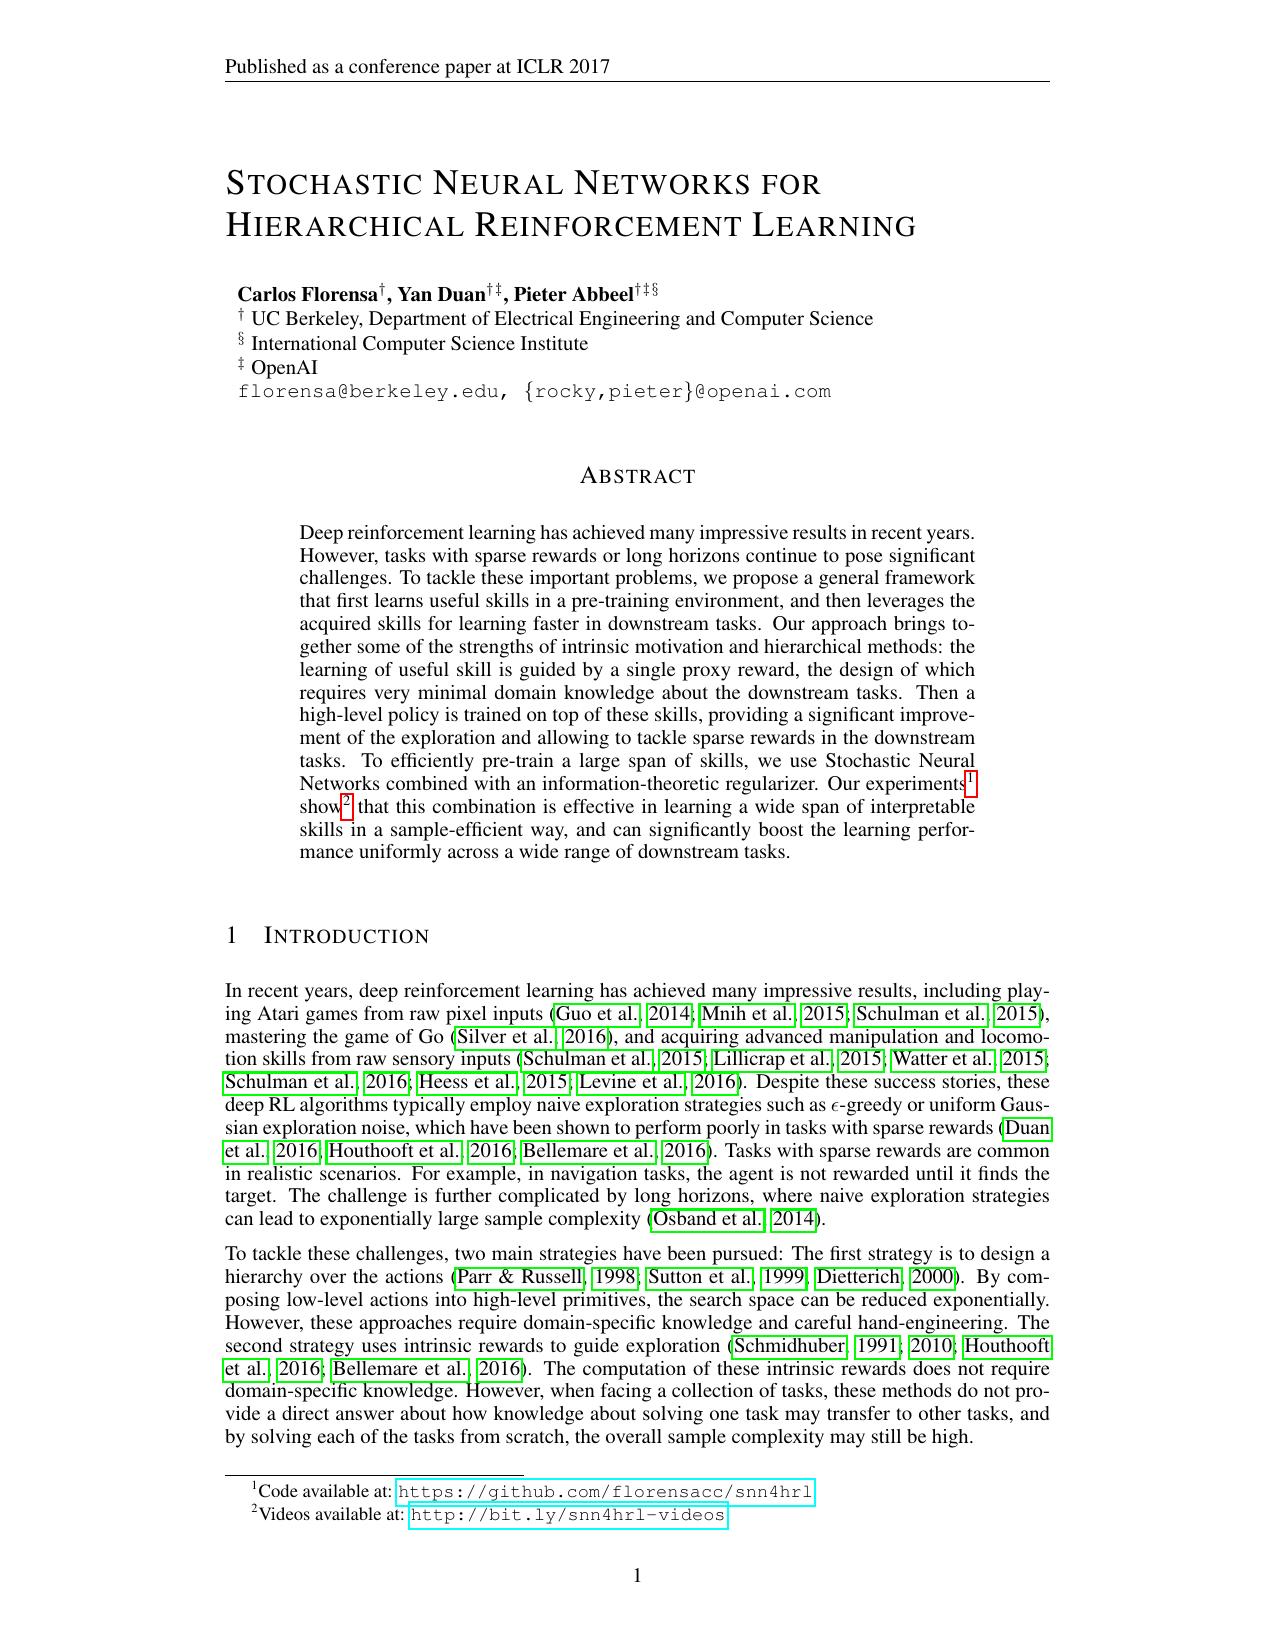 Published as a conference paper at ICLR 2017
STOCHASTIC NEURAL NETWORKS FOR
HIERARCHICAL REINFORCEMENT LEARNING
Carlos Florensa†, Yan Duan†‡, Pieter Abbeel†‡§
† UC Berkeley, Department of Electrical Engineering and Computer Science
§ International Computer Science Institute
‡ OpenAI
florensa@berkeley.edu, {rocky,pieter}@openai.com
ABSTRACT
Deep reinforcement learning has achieved many impressive results in recent years.
However, tasks with sparse rewards or long horizons continue to pose significant
challenges. To tackle these important problems, we propose a general framework
that first learns useful skills in a pre-training environment, and then leverages the
acquired skills for learning faster in downstream tasks. Our approach brings to-
gether some of the strengths of intrinsic motivation and hierarchical methods: the
learning of useful skill is guided by a single proxy reward, the design of which
requires very minimal domain knowledge about the downstream tasks. Then a
high-level policy is trained on top of these skills, providing a significant improve-
ment of the exploration and allowing to tackle sparse rewards in the downstream
tasks. To efficiently pre-train a large span of skills, we use Stochastic Neural
Networks combined with an information-theoretic regularizer. Our experiments1
show2 that this combination is effective in learning a wide span of interpretable
skills in a sample-efficient way, and can significantly boost the learning perfor-
mance uniformly across a wide range of downstream tasks.
1 INTRODUCTION
In recent years, deep reinforcement learning has achieved many impressive results, including play-
ing Atari games from raw pixel inputs (Guo et al., 2014; Mnih et al., 2015; Schulman et al., 2015),
mastering the game of Go (Silver et al., 2016), and acquiring advanced manipulation and locomo-
tion skills from raw sensory inputs (Schulman et al., 2015; Lillicrap et al., 2015; Watter et al., 2015;
Schulman et al., 2016; Heess et al., 2015; Levine et al., 2016). Despite these success stories, these
deep RL algorithms typically employ naive exploration strategies such as ϵ-greedy or uniform Gaus-
sian exploration noise, which have been shown to perform poorly in tasks with sparse rewards (Duan
et al., 2016; Houthooft et al., 2016; Bellemare et al., 2016). Tasks with sparse rewards are common
in realistic scenarios. For example, in navigation tasks, the agent is not rewarded until it finds the
target. The challenge is further complicated by long horizons, where naive exploration strategies
can lead to exponentially large sample complexity (Osband et al., 2014).
To tackle these challenges, two main strategies have been pursued: The first strategy is to design a
hierarchy over the actions (Parr & Russell, 1998; Sutton et al., 1999; Dietterich, 2000). By com-
posing low-level actions into high-level primitives, the search space can be reduced exponentially.
However, these approaches require domain-specific knowledge and careful hand-engineering. The
second strategy uses intrinsic rewards to guide exploration (Schmidhuber, 1991; 2010; Houthooft
et al., 2016; Bellemare et al., 2016). The computation of these intrinsic rewards does not require
domain-specific knowledge. However, when facing a collection of tasks, these methods do not pro-
vide a direct answer about how knowledge about solving one task may transfer to other tasks, and
by solving each of the tasks from scratch, the overall sample complexity may still be high.
1Code available at: https://github.com/florensacc/snn4hrl
2Videos available at: http://bit.ly/snn4hrl-videos
1